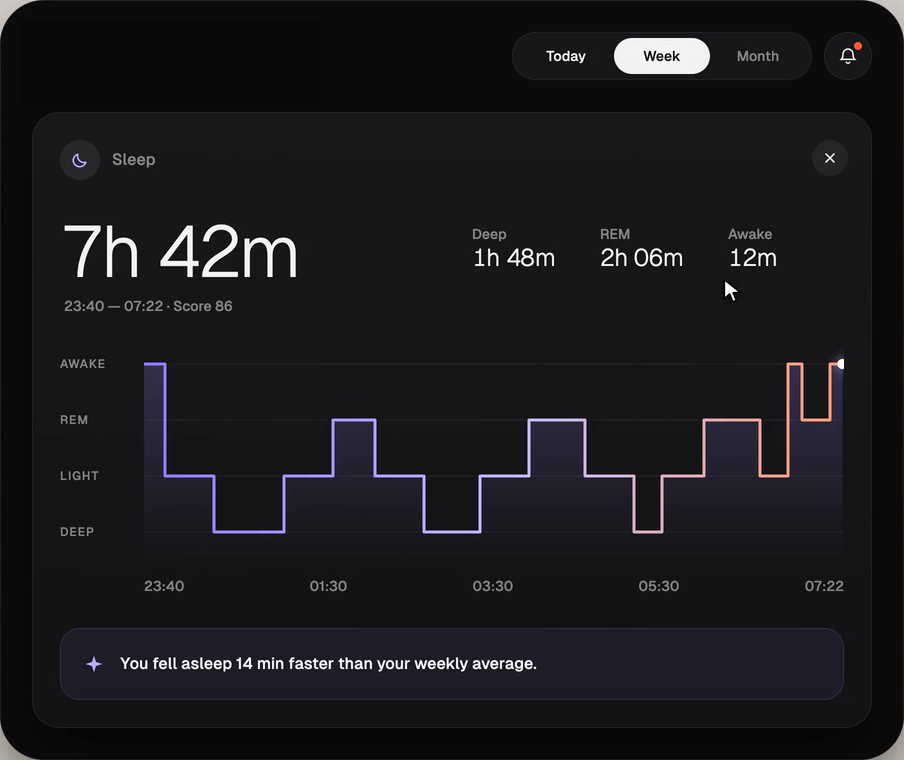 Today Week Month
Sleep
7h 42m
23:40 — 07:22 · Score 86
Deep REM Awake
1h 48m 2h 06m 12m
AWAKE
REM
LIGHT
DEEP
23:40 01:30 03:30 05:30 07:22
You fell asleep 14 min faster than your weekly average.